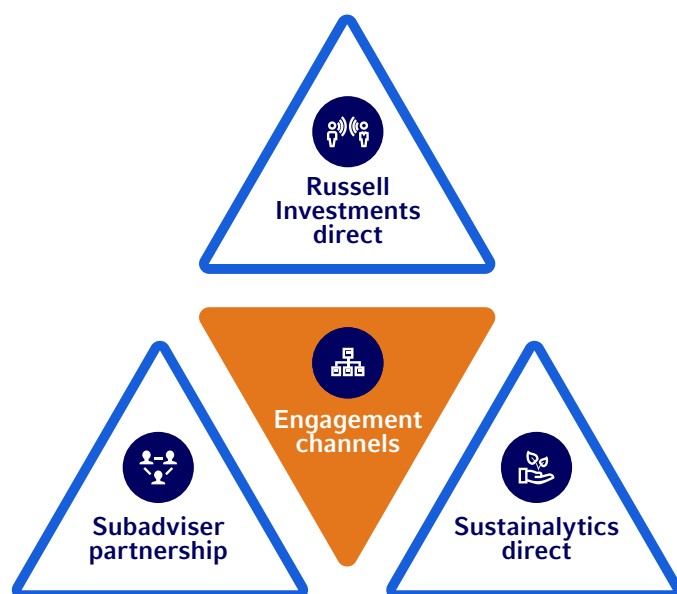 Russell
Investments
direct
Engagement
channels
Subadviser
partnership
Sustainalytics
direct